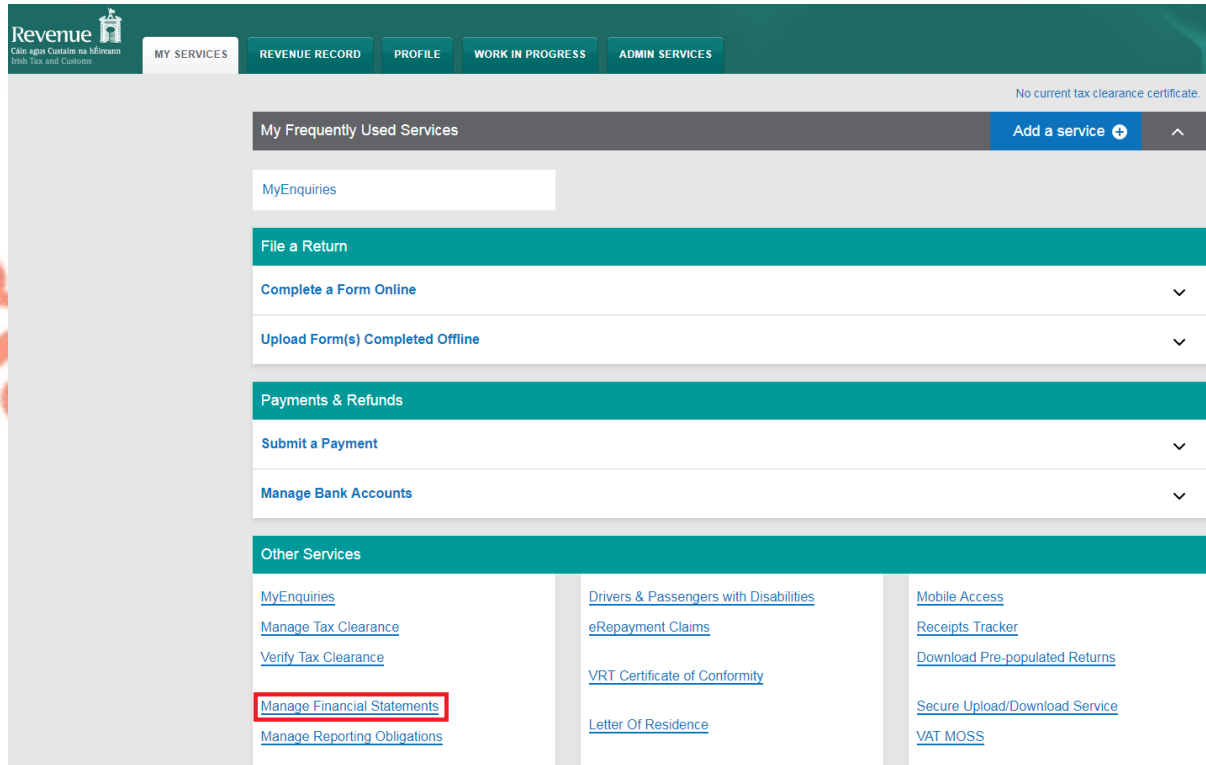 Revenue
Cáin agus Custaim na hÉireann
Irish Tax and Customs
MY SERVICES
REVENUE RECORD
PROFILE
WORK IN PROGRESS
ADMIN SERVICES
No current tax clearance certificate.
My Frequently Used Services
Add a service
MyEnquiries
File a Return
Complete a Form Online
Upload Form(s) Completed Offline
Payments & Refunds
Submit a Payment
Manage Bank Accounts
Other Services
MyEnquiries
Manage Tax Clearance
Verify Tax Clearance
Manage Financial Statements
Manage Reporting Obligations
Drivers & Passengers with Disabilities
eRepayment Claims
VRT Certificate of Conformity
Letter Of Residence
Mobile Access
Receipts Tracker
Download Pre-populated Returns
Secure Upload/Download Service
VAT MOSS